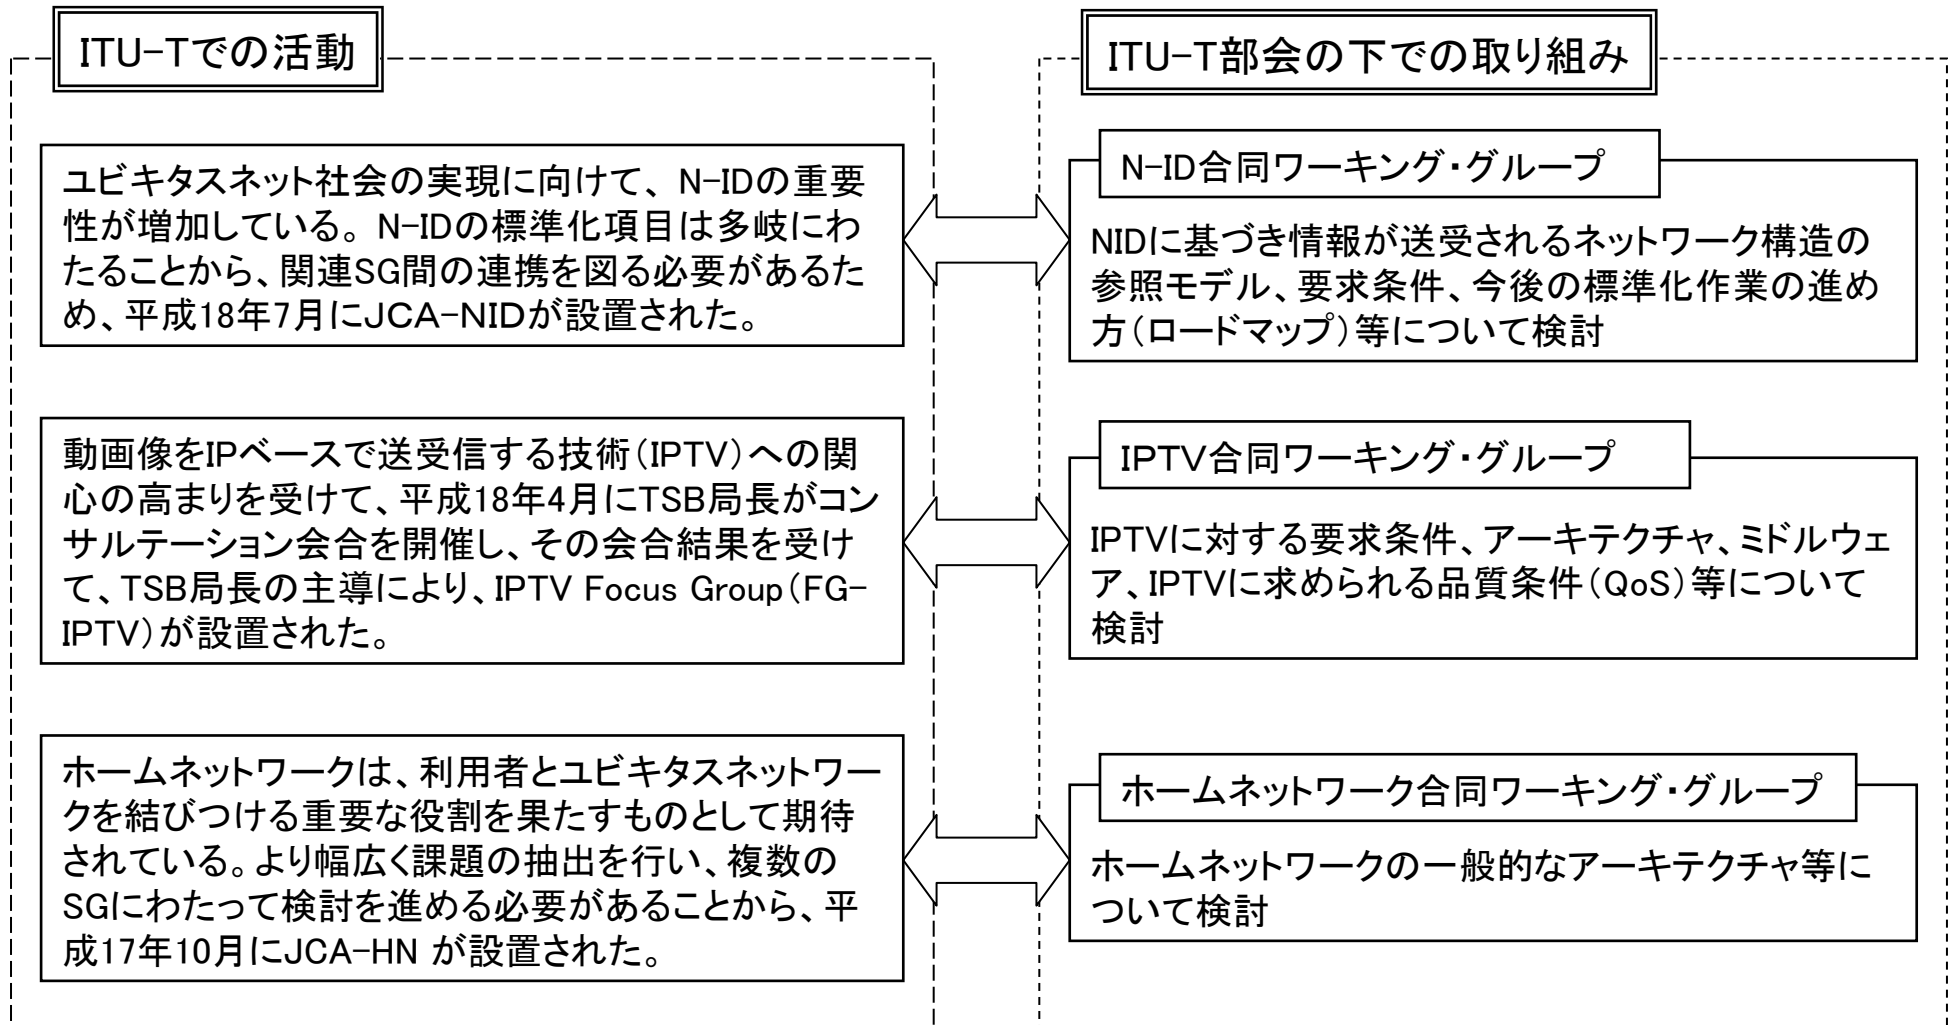 ITU-Tでの活動
ユビキタスネット社会の実現に向けて、N-IDの重要
性が増加している。N-IDの標準化項目は多岐にわ
たることから、関連SG間の連携を図る必要があるた
め、平成18年7月にJCA-NIDが設置された。
動画像をIPベースで送受信する技術(IPTV)への関
心の高まりを受けて、平成18年4月にTSB局長がコン
サルテーション会合を開催し、その会合結果を受け
て、TSB局長の主導により、IPTV Focus Group(FG-
IPTV)が設置された。
ホームネットワークは、利用者とユビキタスネットワー
クを結びつける重要な役割を果たすものとして期待
されている。より幅広く課題の抽出を行い、複数の
SGにわたって検討を進める必要があることから、平
成17年10月にJCA-HN が設置された。
ITU-T部会の下での取り組み
N-ID合同ワーキング・グループ
NIDに基づき情報が送受されるネットワーク構造の
参照モデル、要求条件、今後の標準化作業の進め
方(ロードマップ)等について検討
IPTV合同ワーキング・グループ
IPTVに対する要求条件、アーキテクチャ、ミドルウェ
ア、IPTVに求められる品質条件(QoS)等について
検討
ホームネットワーク合同ワーキング・グループ
ホームネットワークの一般的なアーキテクチャ等に
ついて検討